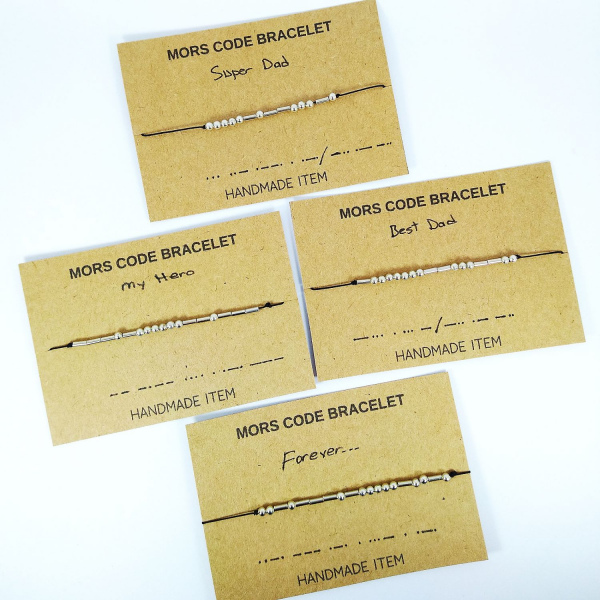 MORS CODE BRACELET
Super Dad
... ..- .--. . .-. / -.. .- -..
HANDMADE ITEM
MORS CODE BRACELET
Best Dad
-... . ... - / -.. .- -..
HANDMADE ITEM
MORS CODE BRACELET
my Hero
-- -.-- .... . .-. ---
HANDMADE ITEM
MORS CODE BRACELET
Forever...
..-. --- .-. . ...- . .-.
HANDMADE ITEM